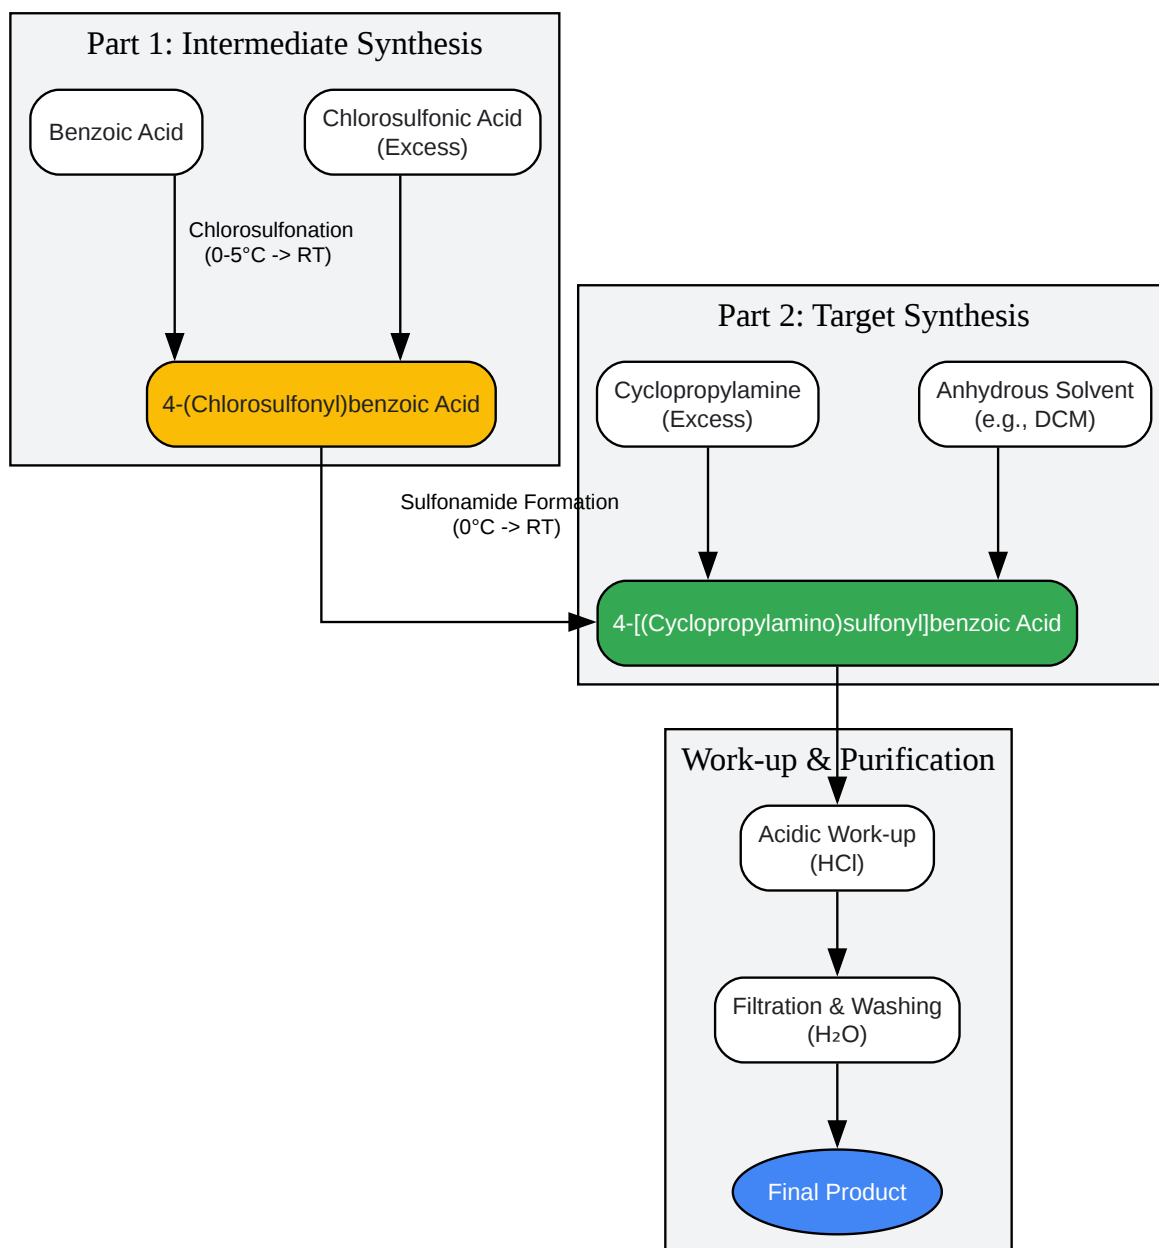 Part 1: Intermediate Synthesis
Benzoic Acid
Chlorosulfonic Acid
(Excess)
Chlorosulfonation
(0-5°C -> RT)
4-(Chlorosulfonyl)benzoic Acid
Part 2: Target Synthesis
Cyclopropylamine
(Excess)
Anhydrous Solvent
(e.g., DCM)
Sulfonamide Formation
(0°C -> RT)
4-[(Cyclopropylamino)sulfonyl]benzoic Acid
Work-up & Purification
Acidic Work-up
(HCl)
Filtration & Washing
(H₂O)
Final Product